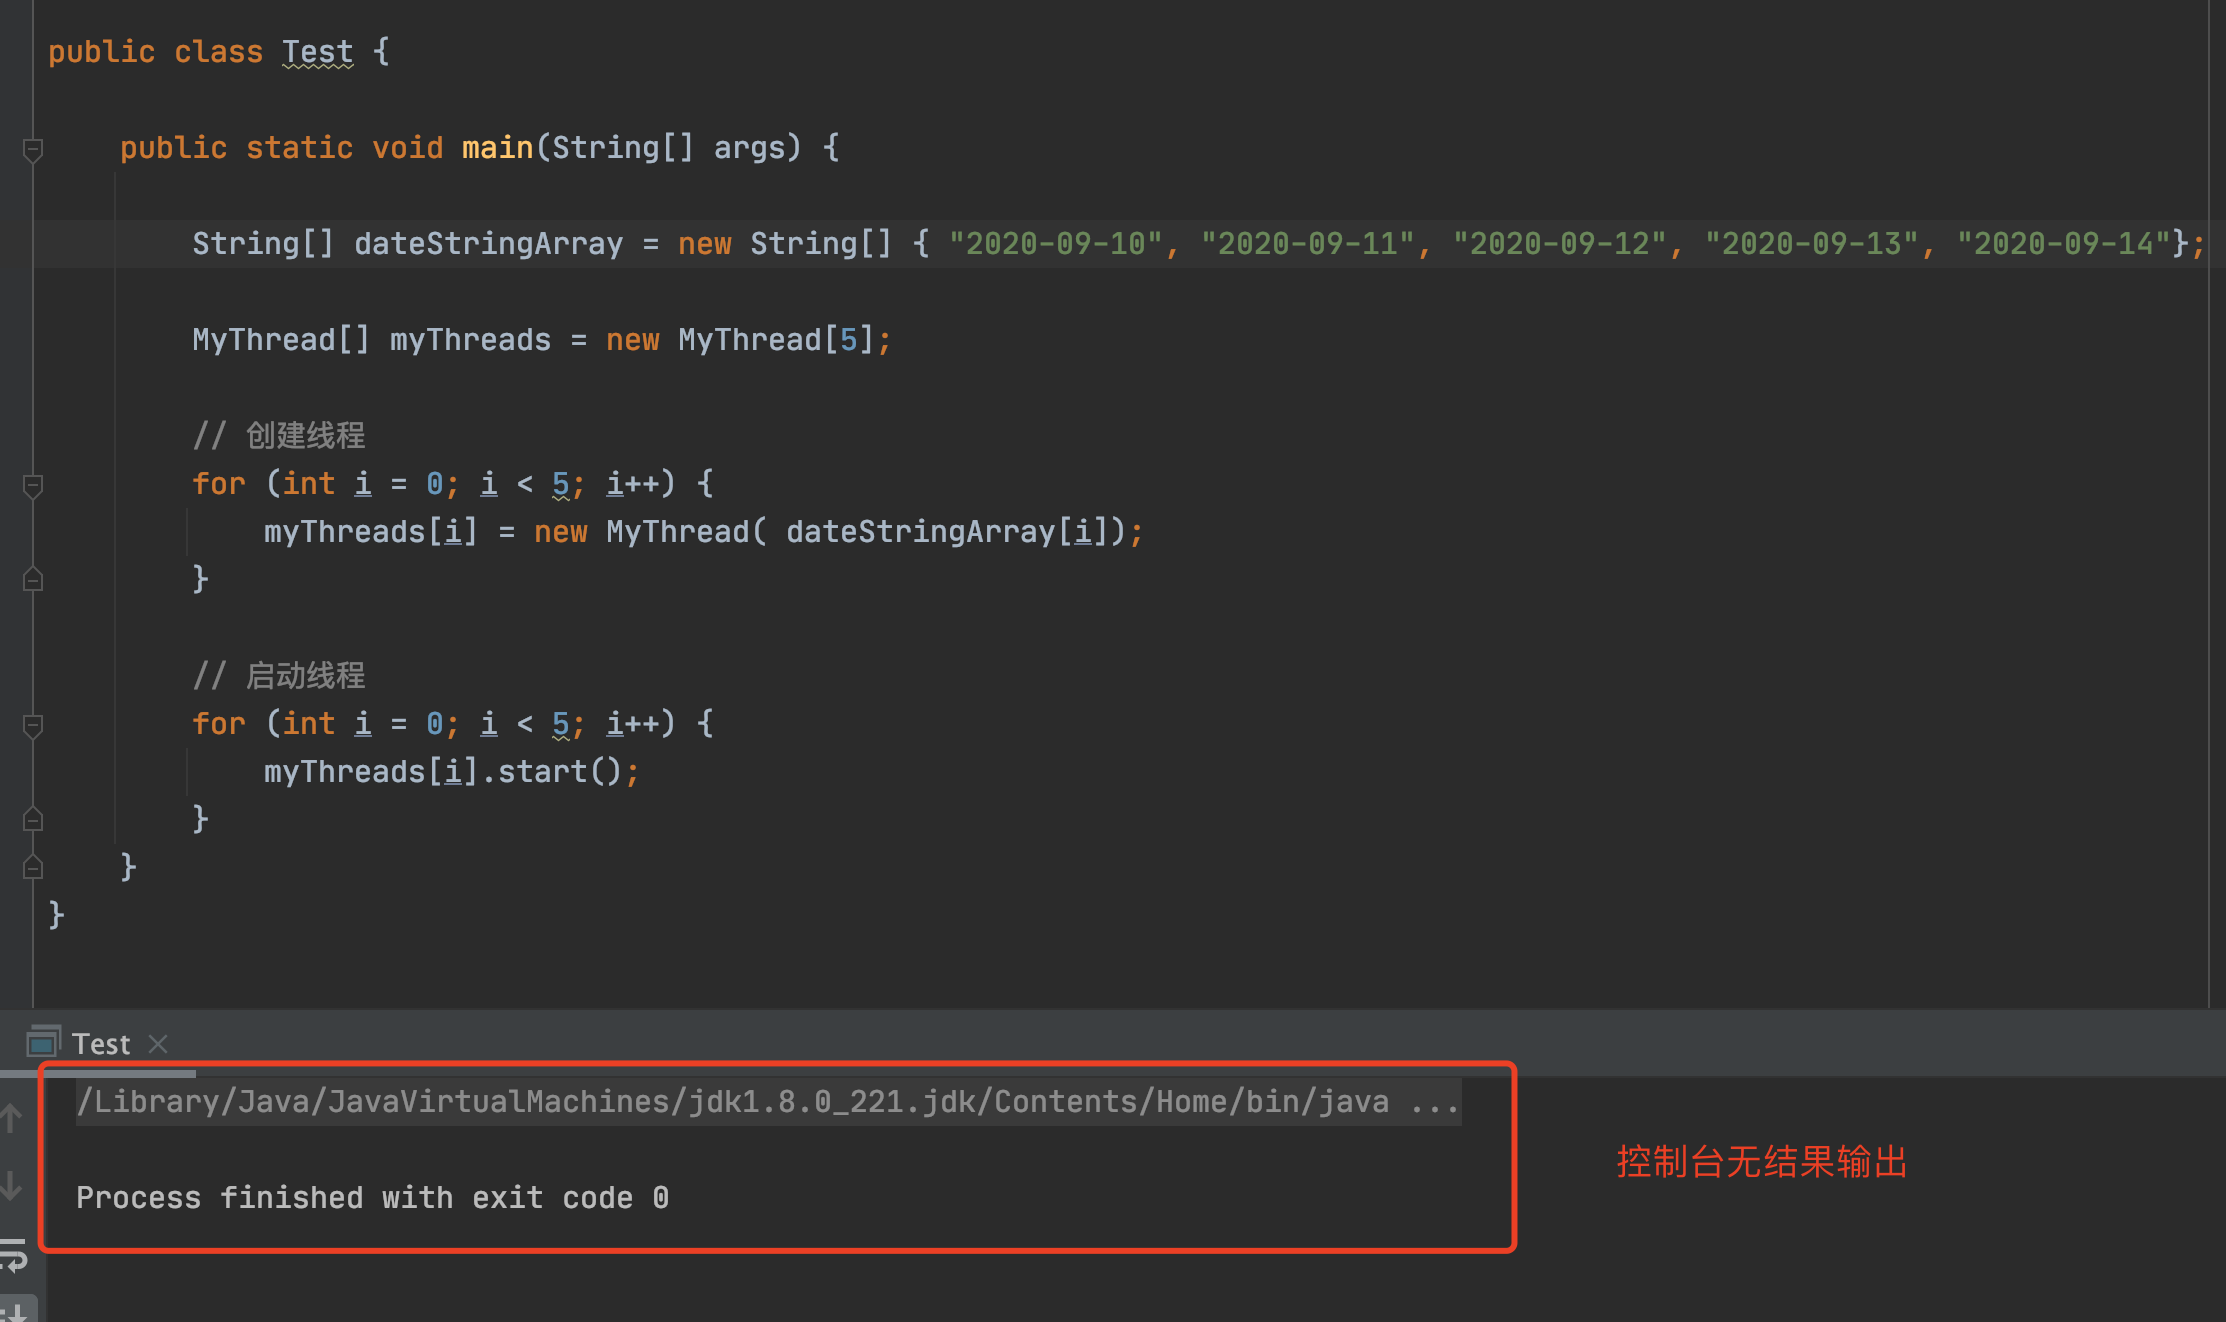 public class Test {
public static void main(String[] args) {
String[] dateStringArray = new String[] { "2020-09-10", "2020-09-11", "2020-09-12", "2020-09-13", "2020-09-14"};
MyThread[] myThreads = new MyThread[5];
// 创建线程
for (int i = 0; i < 5; i++) {
myThreads[i] = new MyThread( dateStringArray[i]);
}
// 启动线程
for (int i = 0; i < 5; i++) {
myThreads[i].start();
}
}
}
Test
/Library/Java/JavaVirtualMachines/jdk1.8.0_221.jdk/Contents/Home/bin/java ...
控制台无结果输出
Process finished with exit code 0